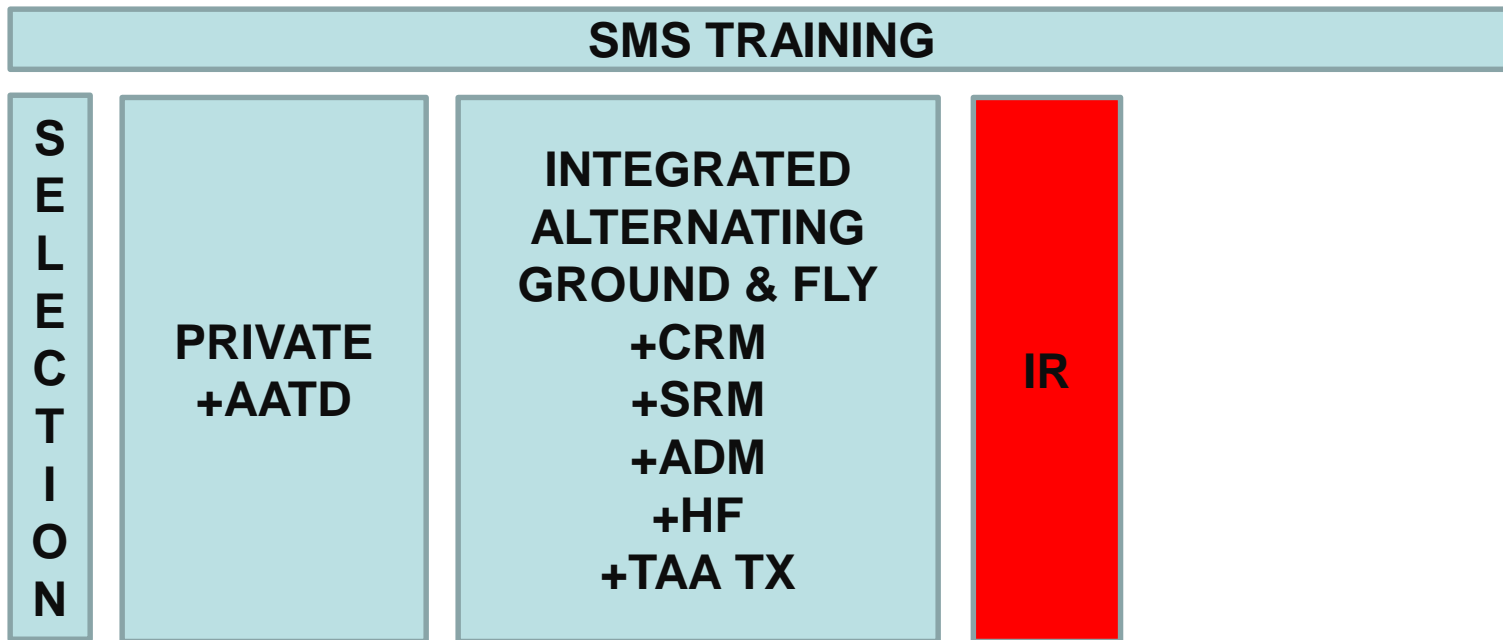 SMS TRAINING
SELECTION
PRIVATE
+AATD
INTEGRATED
ALTERNATING
GROUND & FLY
+CRM
+SRM
+ADM
+HF
+TAA TX
IR